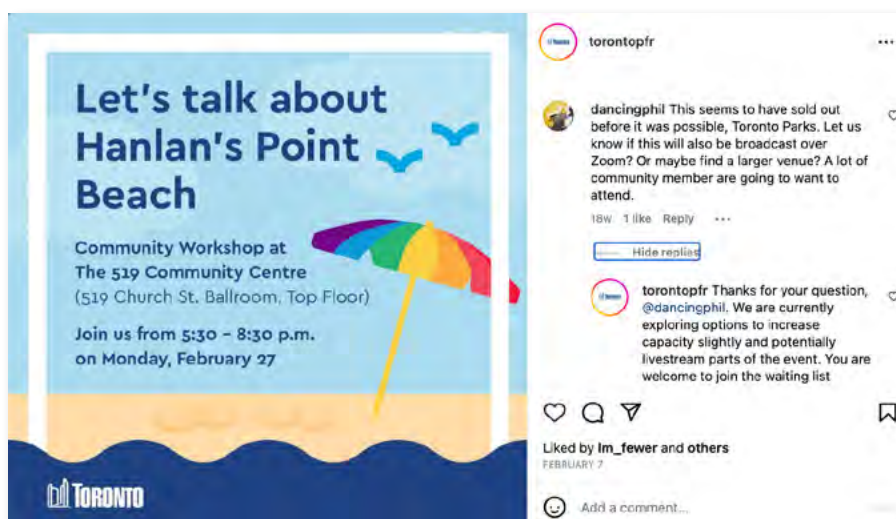 Let's talk about
Hanlan's Point
Beach
Community Workshop at
The 519 Community Centre
(519 Church St. Ballroom, Top Floor)
Join us from 5:30 – 8:30 p.m.
on Monday, February 27
TORONTO
torontopfr
dancingphil This seems to have sold out
before it was possible, Toronto Parks. Let us
know if this will also be broadcast over
Zoom? Or maybe find a larger venue? A lot of
community member are going to want to
attend.
18w 1 like Reply ...
Hide replies
torontopfr Thanks for your question,
@dancingphil. We are currently
exploring options to increase
capacity slightly and potentially
livestream parts of the event. You are
welcome to join the waiting list
Liked by lm_fewer and others
FEBRUARY 7
Add a comment...